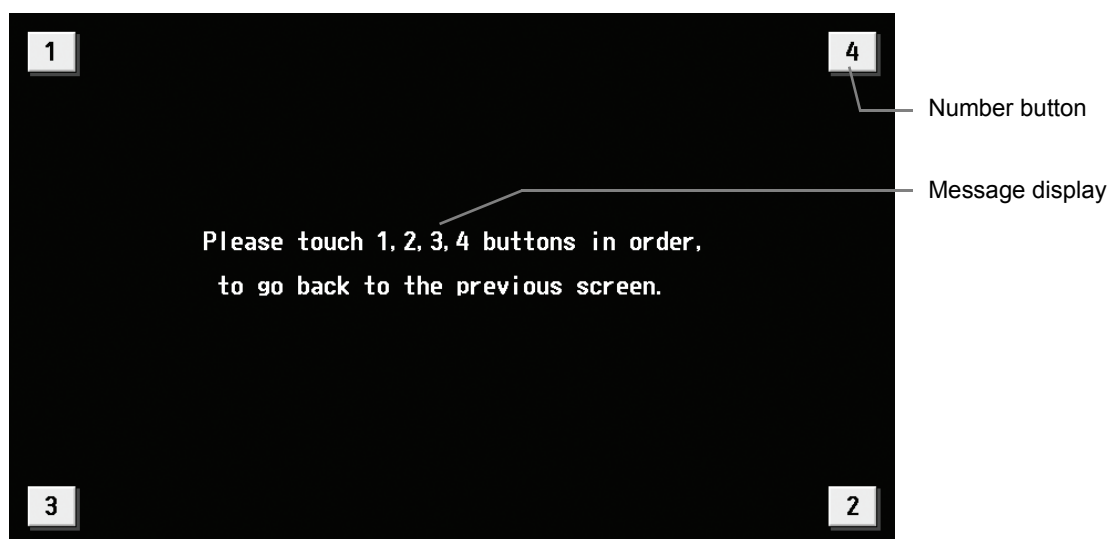 1
4
Number button
Message display
Please touch 1, 2, 3, 4 buttons in order,
to go back to the previous screen.
3
2